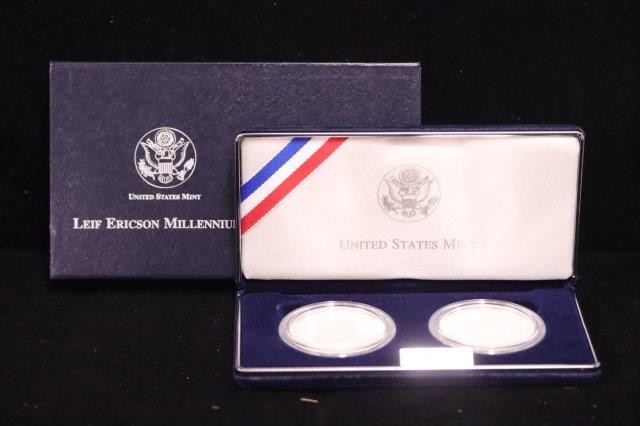 UNITED STATES MINT
LEIF ERICSON MILLENNIU
UNITED STATES MINT